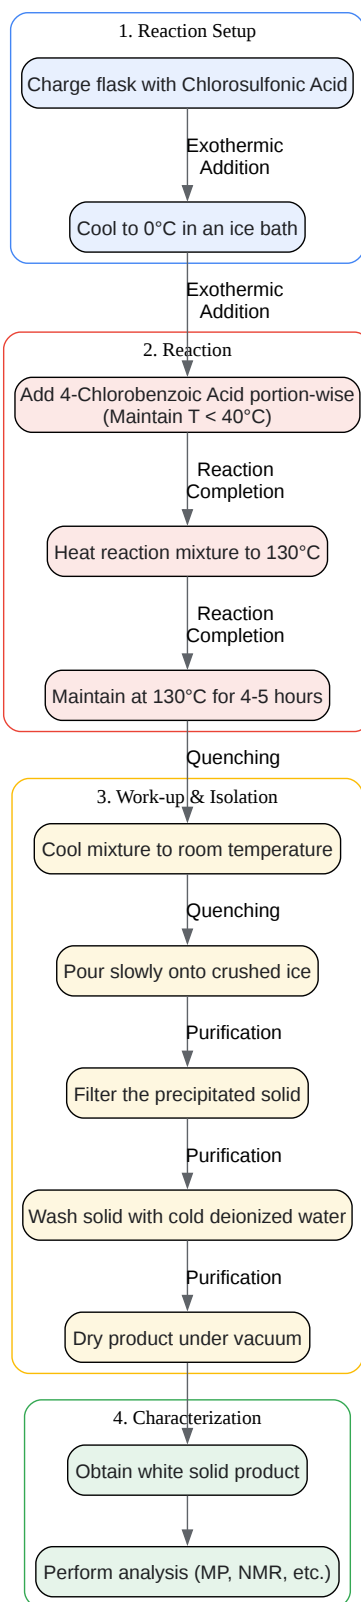 1. Reaction Setup
Charge flask with Chlorosulfonic Acid
Exothermic
Addition
Cool to 0°C in an ice bath
Exothermic
Addition
2. Reaction
Add 4-Chlorobenzoic Acid portion-wise
(Maintain T < 40°C)
Reaction
Completion
Heat reaction mixture to 130°C
Reaction
Completion
Maintain at 130°C for 4-5 hours
Quenching
3. Work-up & Isolation
Cool mixture to room temperature
Quenching
Pour slowly onto crushed ice
Purification
Filter the precipitated solid
Purification
Wash solid with cold deionized water
Purification
Dry product under vacuum
4. Characterization
Obtain white solid product
Perform analysis (MP, NMR, etc.)